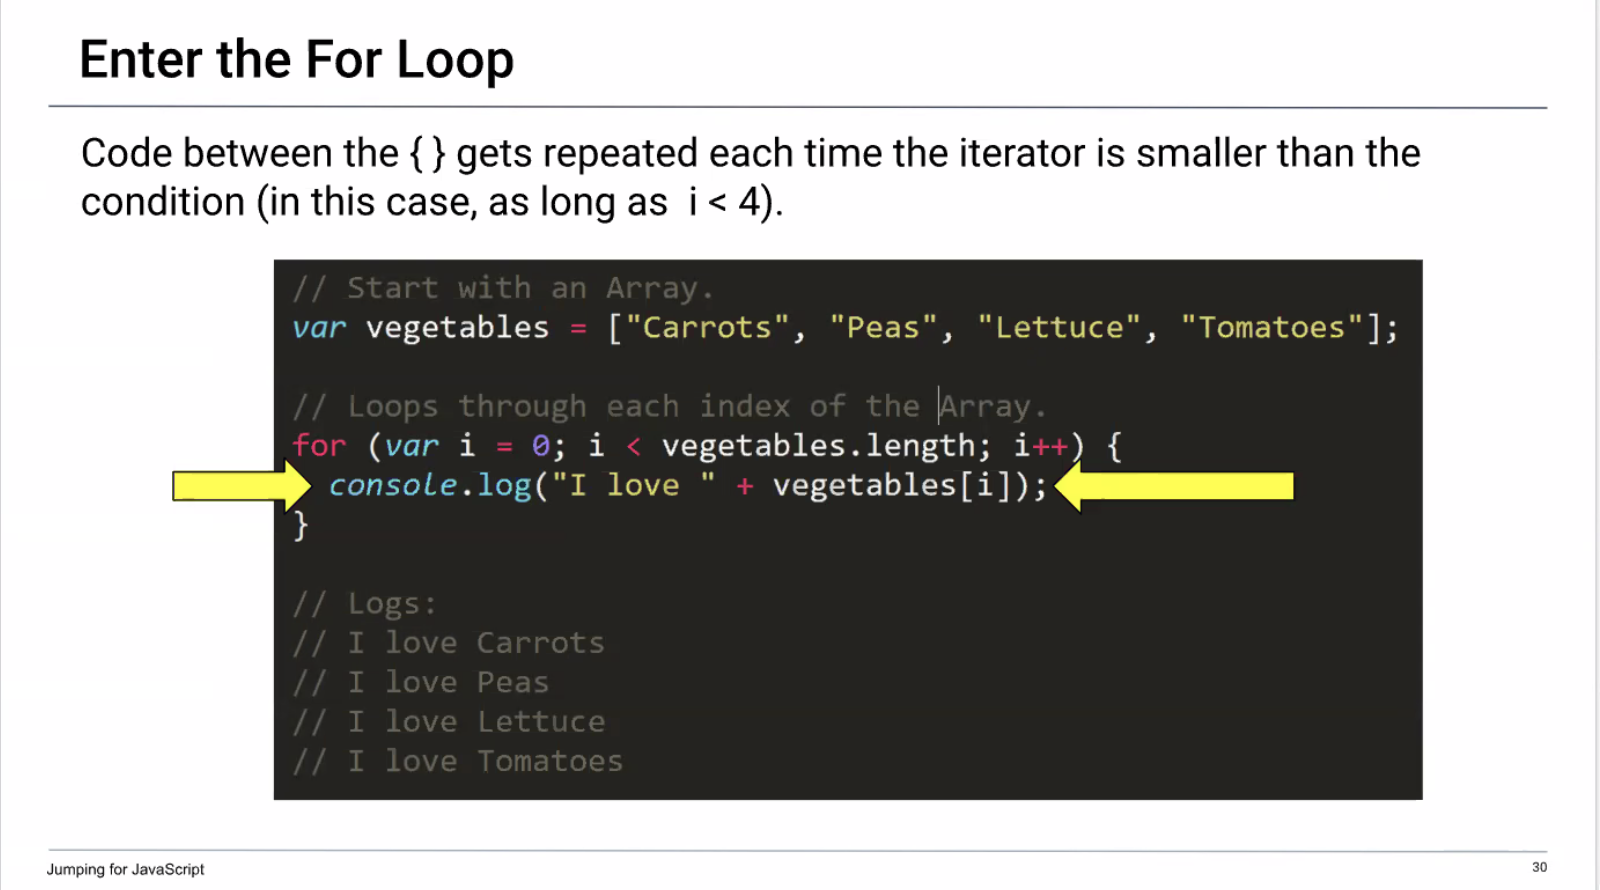 Enter the For Loop
Code between the { } gets repeated each time the iterator is smaller than the
condition (in this case, as long as i < 4).
// Start with an Array.
var vegetables = ["Carrots", "Peas", "Lettuce", "Tomatoes"];
// Loops through each index of the Array.
for (var i = 0; i < vegetables.length; i++) {
console.log("I love " + vegetables[i]);
}
// Logs:
// I love Carrots
// I love Peas
// I love Lettuce
// I love Tomatoes
Jumping for JavaScript
30